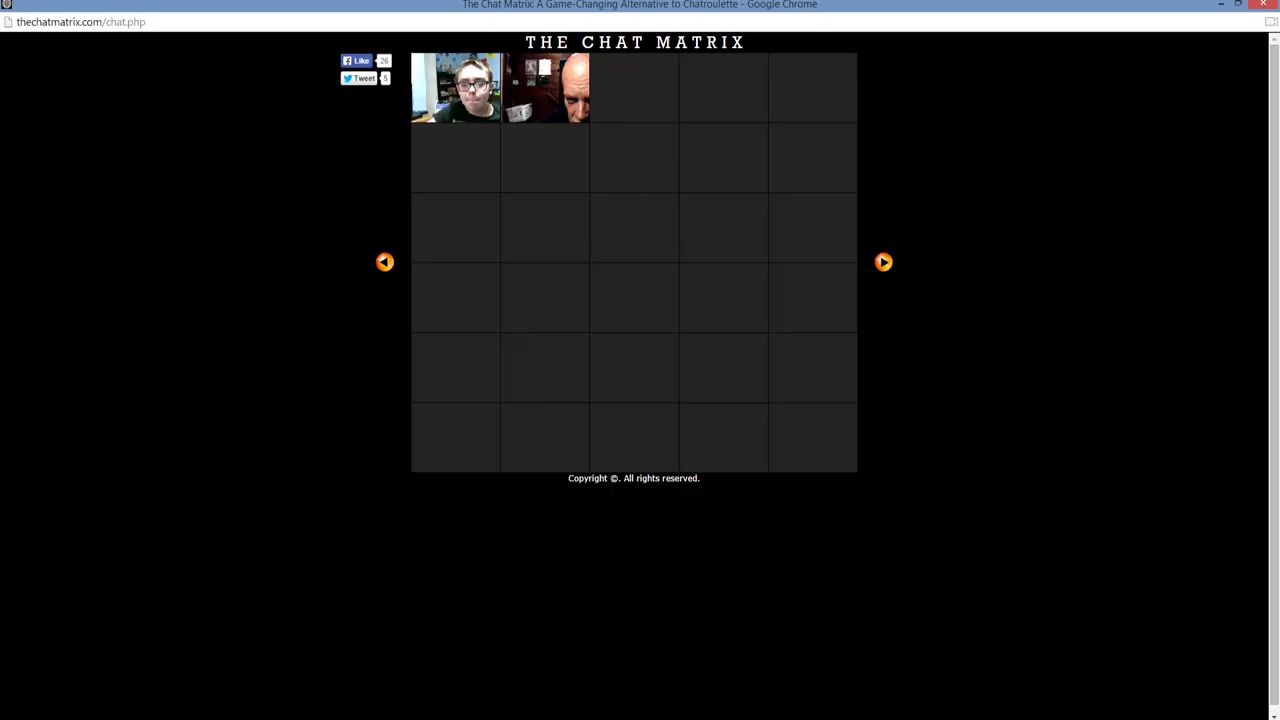 The Chat Matrix: A Game-Changing Alternative to Chatroulette - Google Chrome
thechatmatrix.com/chat.php
THE CHAT MATRIX
Like 26
Tweet 5
Copyright ©. All rights reserved.